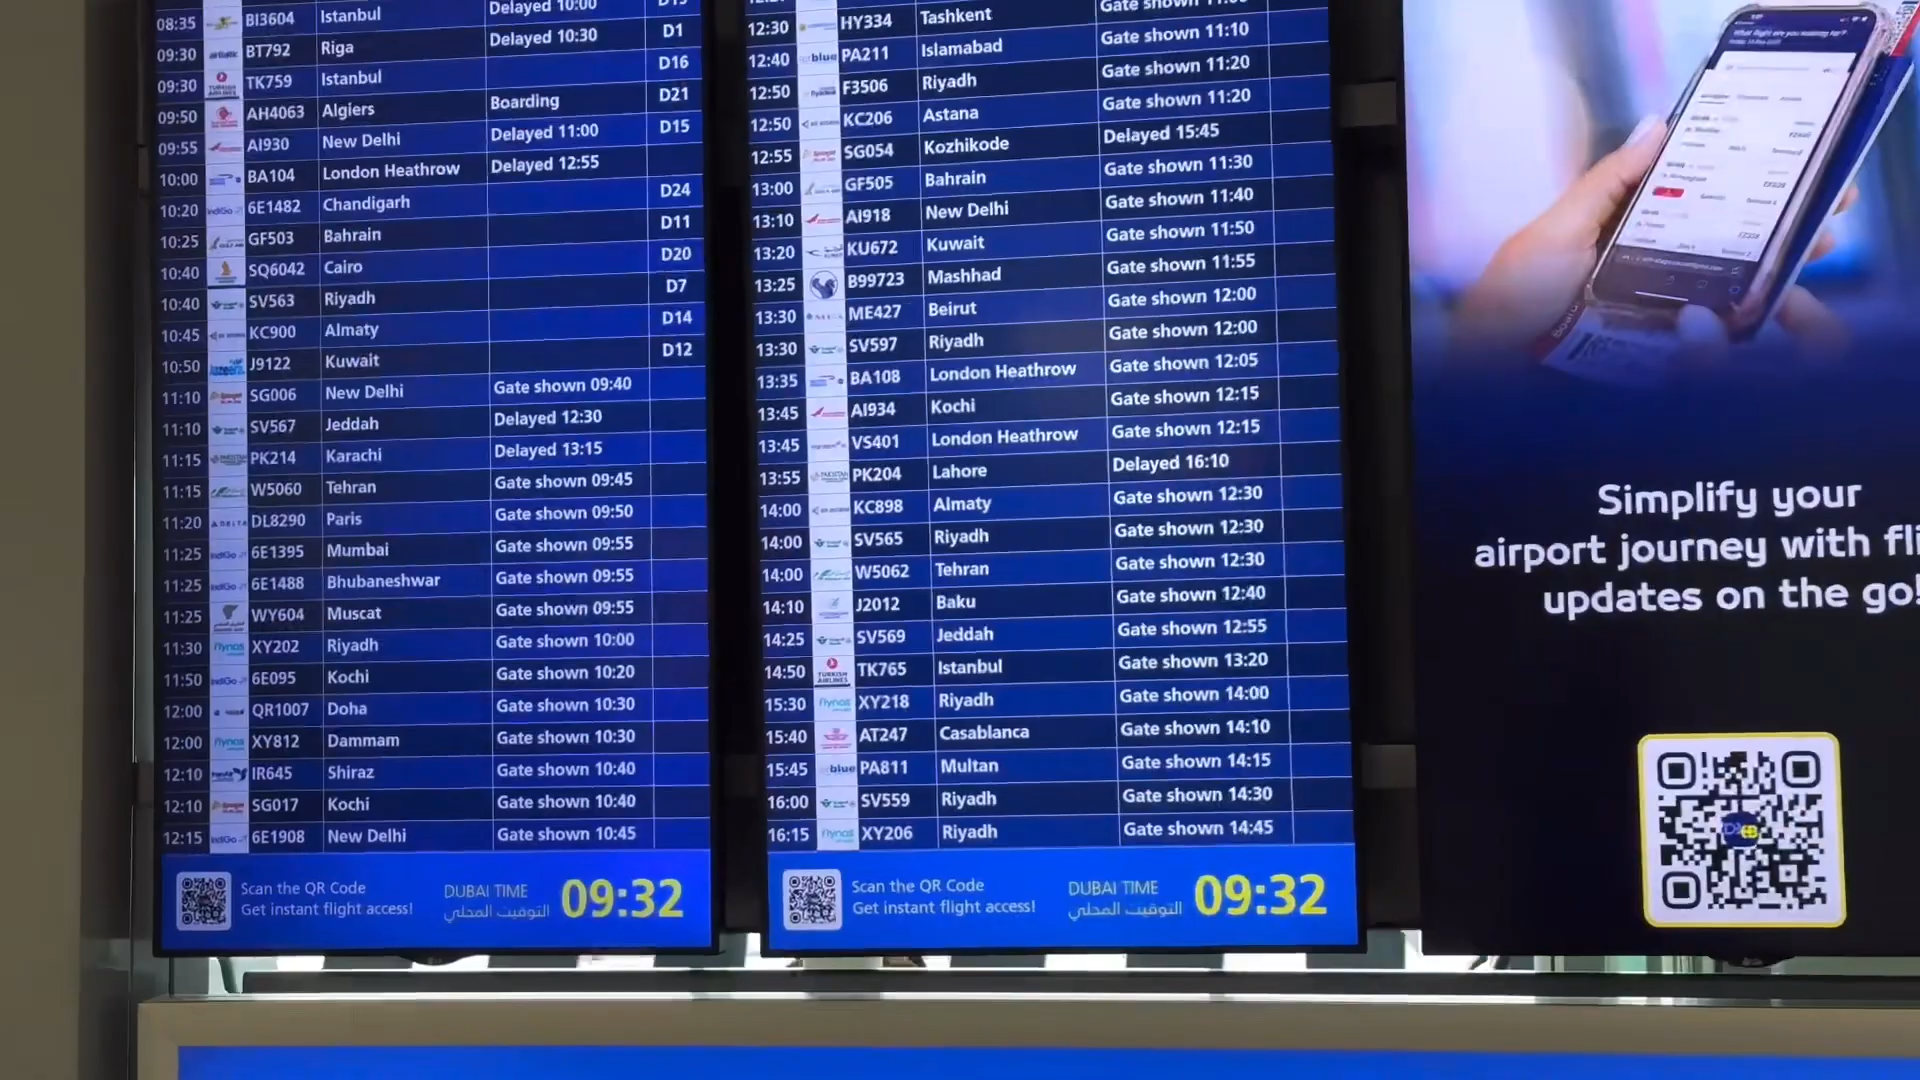 08:35 BI3604 Istanbul Delayed 10:00
09:30 BT792 Riga Delayed 10:30 D1
09:30 TURKISH AIRLINES TK759 Istanbul D16
09:50 AH4063 Algiers Boarding D21
09:55 AI930 New Delhi Delayed 11:00 D15
10:00 BA104 London Heathrow Delayed 12:55
10:20 IndiGo 6E1482 Chandigarh D24
10:25 GF503 Bahrain D11
10:40 SQ6042 Cairo D20
10:40 SV563 Riyadh D7
10:45 KC900 Almaty D14
10:50 J9122 Kuwait D12
11:10 SG006 New Delhi Gate shown 09:40
11:10 SV567 Jeddah Delayed 12:30
11:15 PK214 Karachi Delayed 13:15
11:15 W5060 Tehran Gate shown 09:45
11:20 DELTA DL8290 Paris Gate shown 09:50
11:25 IndiGo 6E1395 Mumbai Gate shown 09:55
11:25 IndiGo 6E1488 Bhubaneshwar Gate shown 09:55
11:25 WY604 Muscat Gate shown 09:55
11:30 flynas XY202 Riyadh Gate shown 10:00
11:50 IndiGo 6E095 Kochi Gate shown 10:20
12:00 QR1007 Doha Gate shown 10:30
12:00 flynas XY812 Dammam Gate shown 10:30
12:10 IR645 Shiraz Gate shown 10:40
12:10 SG017 Kochi Gate shown 10:40
12:15 IndiGo 6E1908 New Delhi Gate shown 10:45
Scan the QR Code
Get instant flight access!
DUBAI TIME
التوقيت المحلي
09:32
12:30 HY334 Tashkent Gate shown
12:40 blue PA211 Islamabad Gate shown 11:10
12:50 F3506 Riyadh Gate shown 11:20
12:50 KC206 Astana Gate shown 11:20
12:55 SG054 Kozhikode Delayed 15:45
13:00 GF505 Bahrain Gate shown 11:30
13:10 AI918 New Delhi Gate shown 11:40
13:20 KU672 Kuwait Gate shown 11:50
13:25 B99723 Mashhad Gate shown 11:55
13:30 ME427 Beirut Gate shown 12:00
13:30 SV597 Riyadh Gate shown 12:00
13:35 BA108 London Heathrow Gate shown 12:05
13:45 AI934 Kochi Gate shown 12:15
13:45 VS401 London Heathrow Gate shown 12:15
13:55 PK204 Lahore Delayed 16:10
14:00 KC898 Almaty Gate shown 12:30
14:00 SV565 Riyadh Gate shown 12:30
14:00 W5062 Tehran Gate shown 12:30
14:10 J2012 Baku Gate shown 12:40
14:25 SV569 Jeddah Gate shown 12:55
14:50 TURKISH AIRLINES TK765 Istanbul Gate shown 13:20
15:30 flynas XY218 Riyadh Gate shown 14:00
15:40 AT247 Casablanca Gate shown 14:10
15:45 blue PA811 Multan Gate shown 14:15
16:00 SV559 Riyadh Gate shown 14:30
16:15 flynas XY206 Riyadh Gate shown 14:45
Scan the QR Code
Get instant flight access!
DUBAI TIME
التوقيت المحلي
09:32
Simplify your
airport journey with fli
updates on the go!
DXB